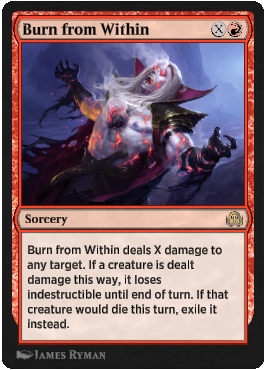 Burn from Within X
Sorcery
Burn from Within deals X damage to
any target. If a creature is dealt
damage this way, it loses
indestructible until end of turn. If that
creature would die this turn, exile it
instead.
James Ryman